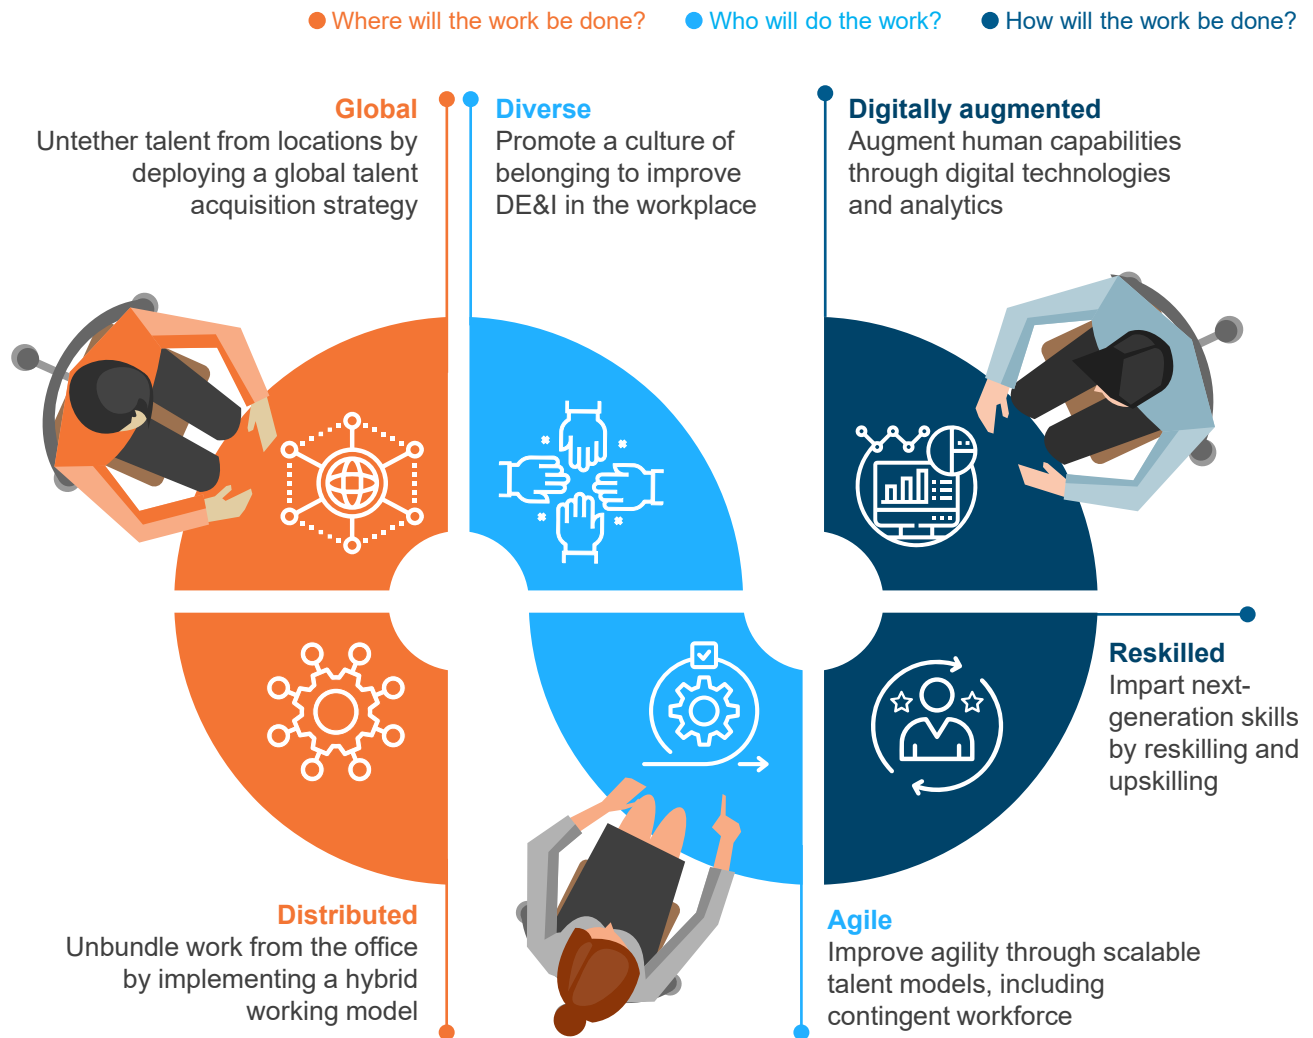 Where will the work be done?
Who will do the work?
How will the work be done?
Global
Untether talent from locations by
deploying a global talent
acquisition strategy
Diverse
Promote a culture of
belonging to improve
DE&I in the workplace
Digitally augmented
Augment human capabilities
through digital technologies
and analytics
Reskilled
Impart next-
generation skills
by reskilling and
upskilling
Distributed
Unbundle work from the office
by implementing a hybrid
working model
Agile
Improve agility through scalable
talent models, including
contingent workforce